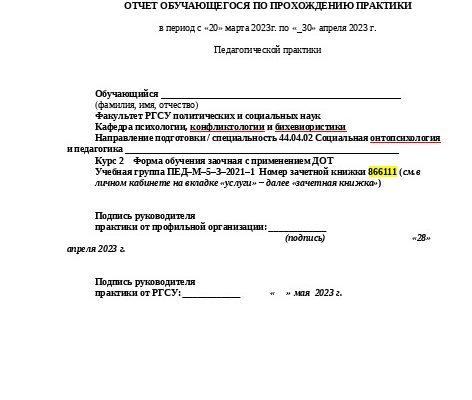 ОТЧЕТ ОБУЧАЮЩЕГОСЯ ПО ПРОХОЖДЕНИЮ ПРАКТИКИ
в период с «20» марта 2023г. по «_30» апреля 2023 г.
Педагогической практики
Обучающийся ____________________
(фамилия, имя, отчество)
Факультет РГСУ политических и социальных наук
Кафедра психологии, конфликтологии и бихевиористики
Направление подготовки / специальность 44.04.02 Социальная онтопсихология
и педагогика ____________________
Курс 2 Форма обучения заочная с применением ДОТ
Учебная группа ПЕД–М–5–3–2021–1 Номер зачетной книжки 866111 (см.в
личном кабинете на вкладке «услуги» – далее «зачетная книжка»)
Подпись руководителя
практики от профильной организации:____________
(подпись) «28»
апреля 2023 г.
Подпись руководителя
практики от РГСУ:____________ « » мая 2023 г.